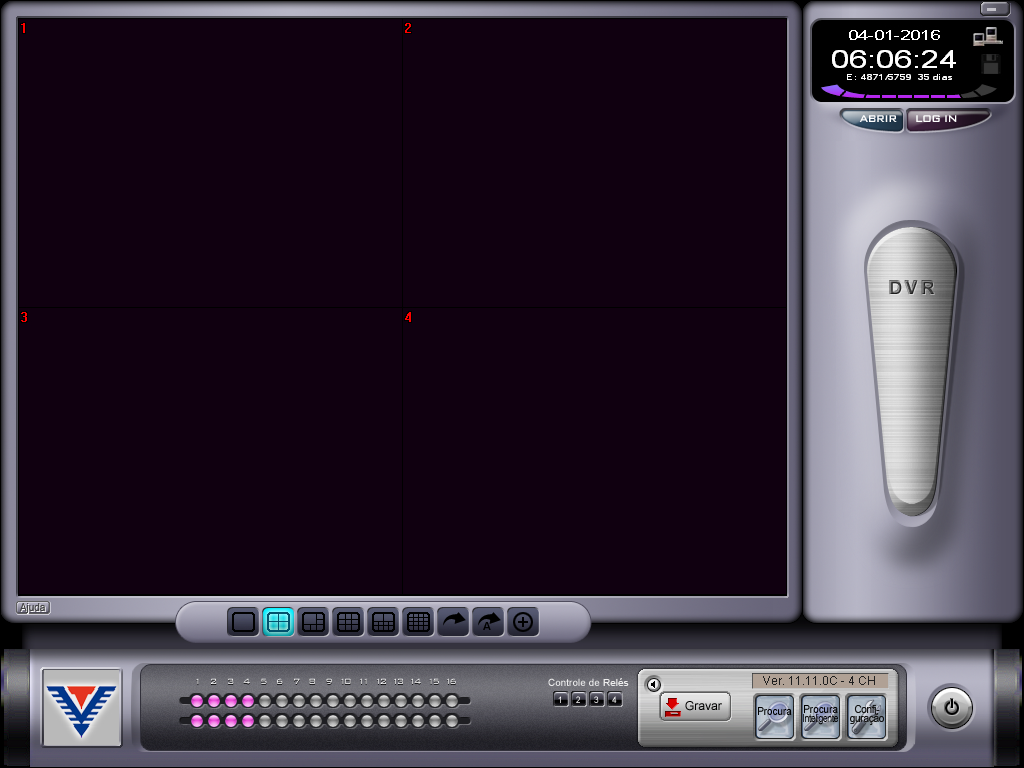 1
2
3
4
04-01-2016
06:06:24
E: 4871/5759 35 dias
ABRIR
LOG IN
DVR
Ajuda
A
1 2 3 4 5 6 7 8 9 10 11 12 13 14 15 16
Controle de Relés
1 2 3 4
Ver. 11.11.0C - 4 CH
Gravar
Procura
Procura
Inteligente
Confi-
guração